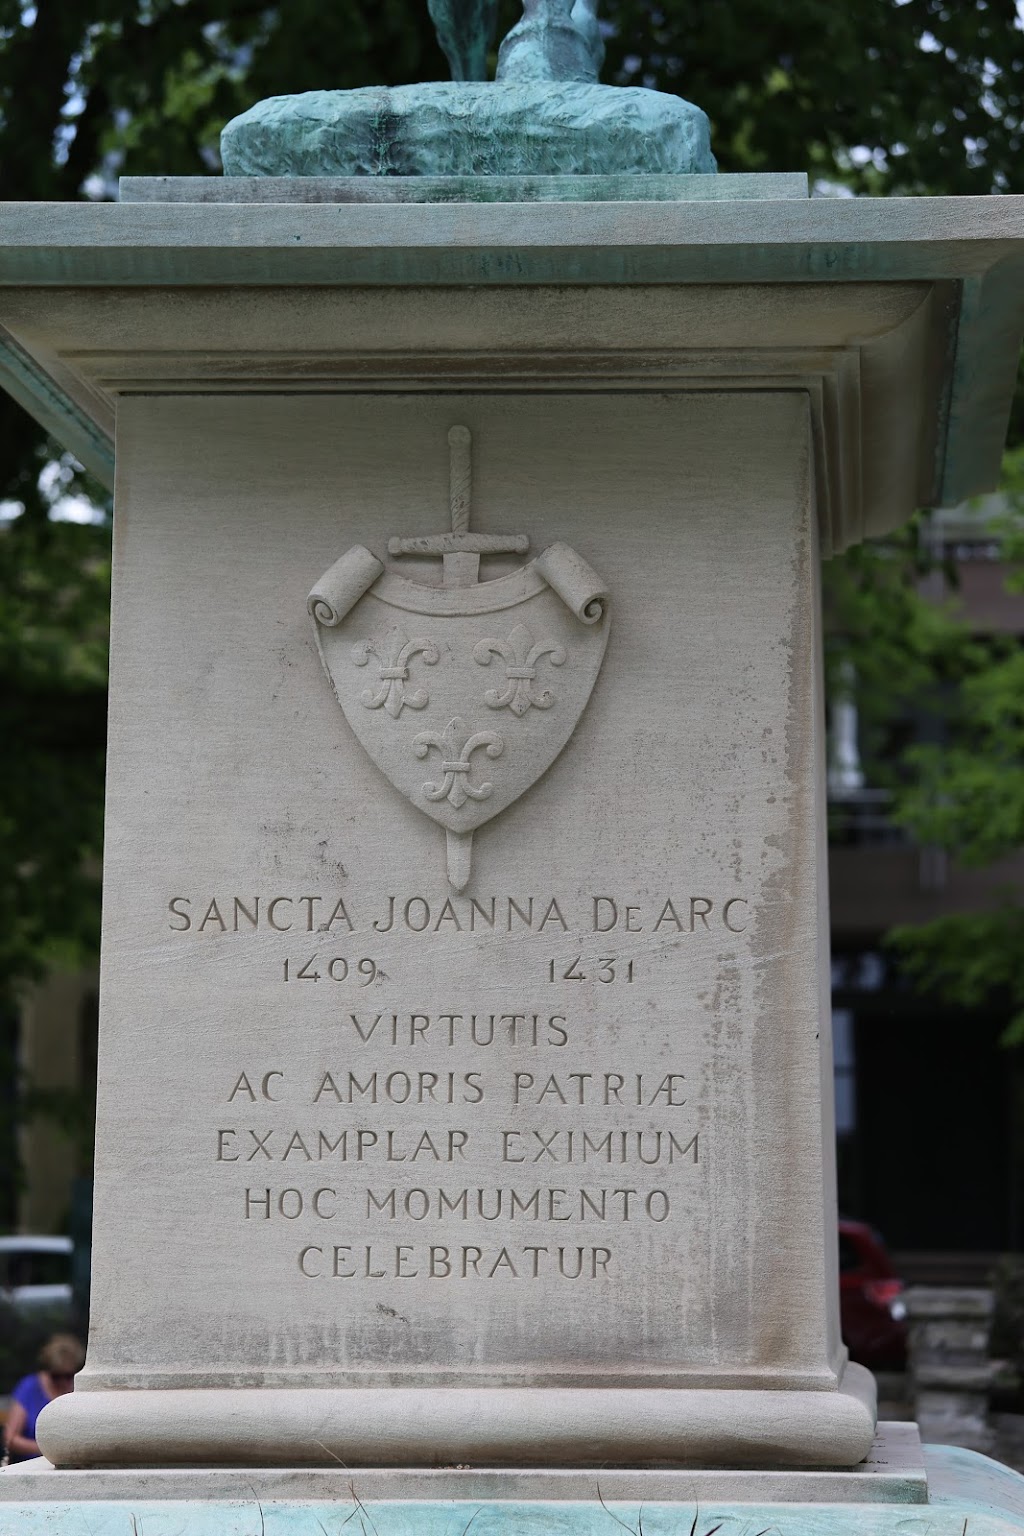 SANCTA JOANNA DE ARC
1409 1431
VIRTUTIS
AC AMORIS PATRIÆ
EXAMPLAR EXIMIUM
HOC MOMUMENTO
CELEBRATUR